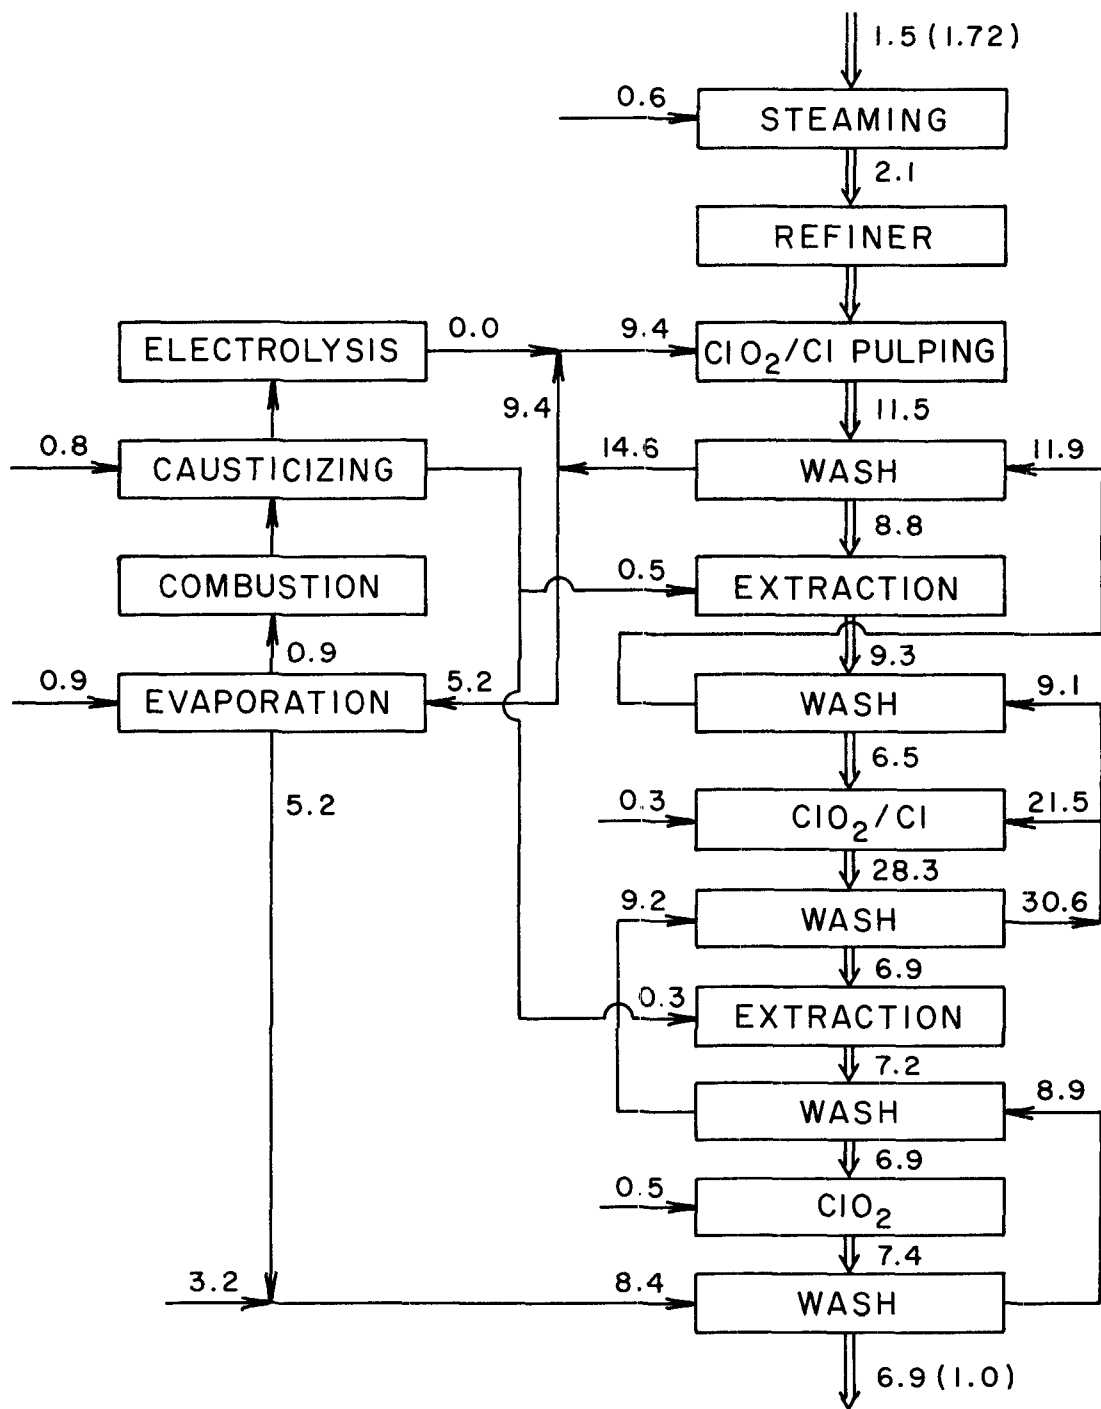 1.5 (1.72)
0.6
STEAMING
2.1
REFINER
ELECTROLYSIS
0.0
9.4
ClO₂/Cl PULPING
9.4
11.5
0.8
CAUSTICIZING
14.6
WASH
11.9
8.8
COMBUSTION
0.5
EXTRACTION
0.9
9.3
0.9
EVAPORATION
5.2
WASH
9.1
6.5
5.2
0.3
ClO₂/Cl
21.5
28.3
9.2
WASH
30.6
6.9
0.3
EXTRACTION
7.2
WASH
8.9
6.9
0.5
ClO₂
7.4
3.2
8.4
WASH
6.9 (1.0)